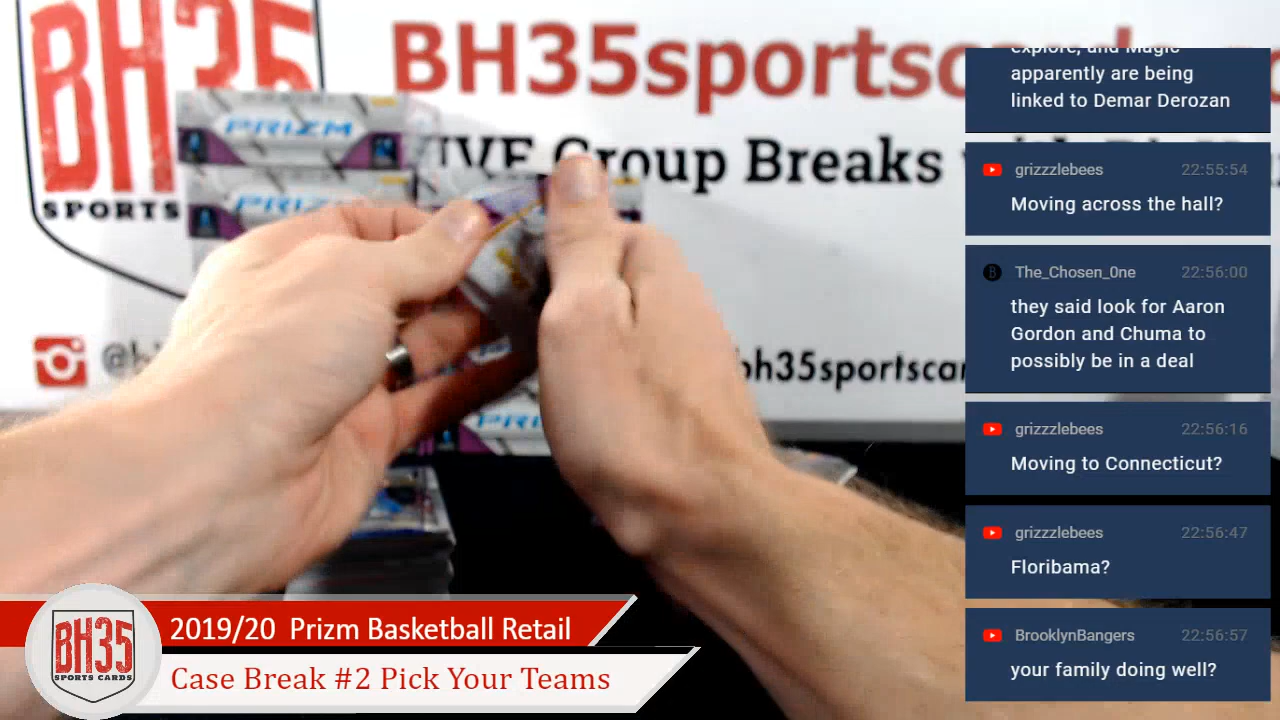 BH35
SPORTS
BH35sportsca
LIVE Group Breaks
PRIZM
PRIZM
bh35sportscar
explore, and Magic
apparently are being
linked to Demar Derozan
grizzzlebees 22:55:54
Moving across the hall?
The_Chosen_0ne 22:56:00
they said look for Aaron
Gordon and Chuma to
possibly be in a deal
grizzzlebees 22:56:16
Moving to Connecticut?
grizzzlebees 22:56:47
Floribama?
BrooklynBangers 22:56:57
your family doing well?
BH35
SPORTS CARDS
2019/20 Prizm Basketball Retail
Case Break #2 Pick Your Teams